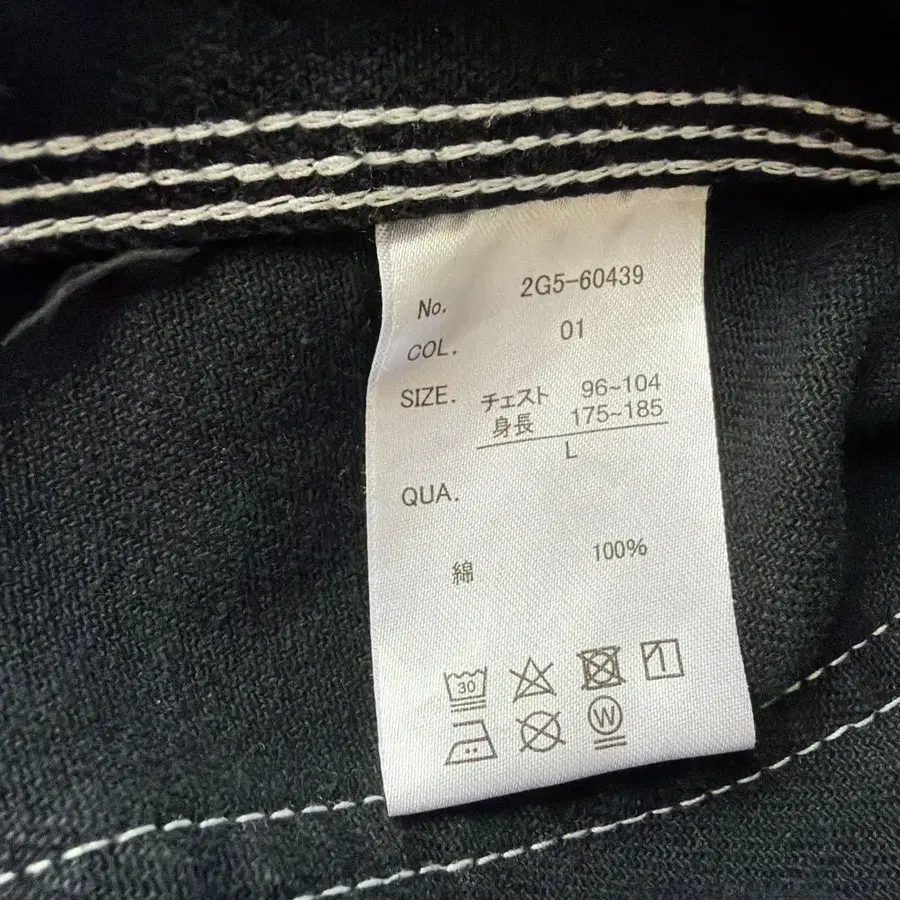 No. 2G5-60439
COL. 01
SIZE. チェスト 96~104
身長 175~185
L
QUA.
綿 100%
30
W